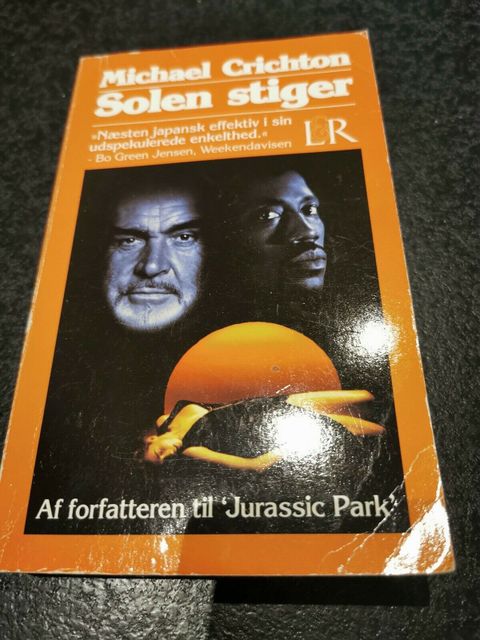 Michael Crichton
Solen stiger
»Næsten japansk effektiv i sin
udspekulerede enkelthed.«
- Bo Green Jensen, Weekendavisen
L&R
Af forfatteren til 'Jurassic Park'